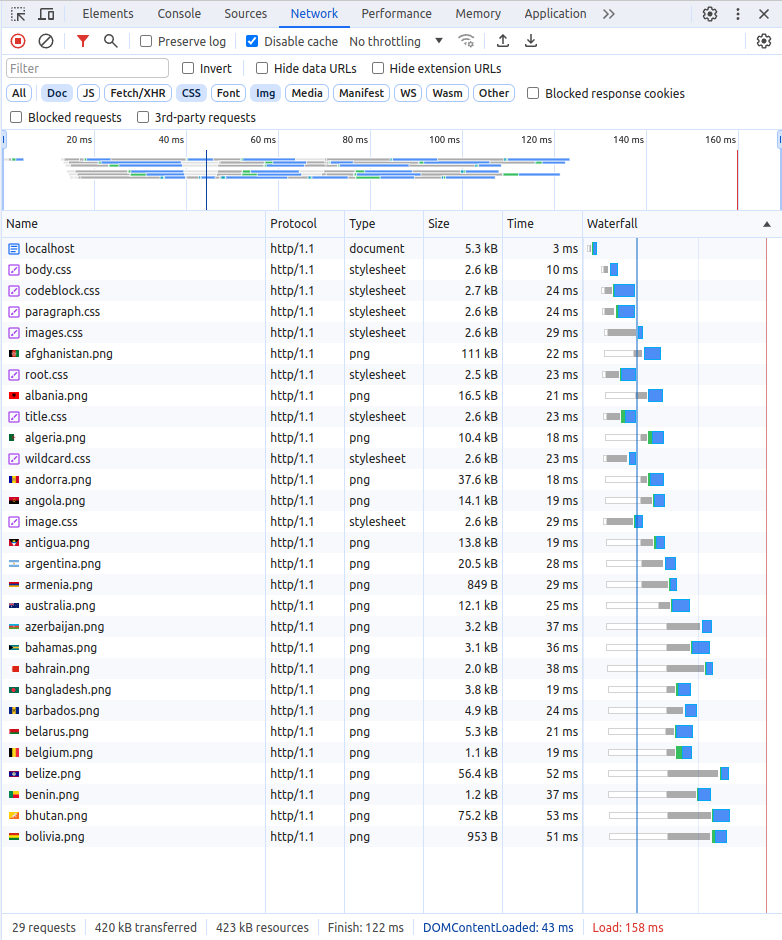 Elements Console Sources Network Performance Memory Application
Preserve log Disable cache No throttling
Filter Invert Hide data URLs Hide extension URLs
All Doc JS Fetch/XHR CSS Font Img Media Manifest WS Wasm Other Blocked response cookies
Blocked requests 3rd-party requests
20 ms 40 ms 60 ms 80 ms 100 ms 120 ms 140 ms 160 ms
Name Protocol Type Size Time Waterfall
localhost http/1.1 document 5.3 kB 3 ms
body.css http/1.1 stylesheet 2.6 kB 10 ms
codeblock.css http/1.1 stylesheet 2.7 kB 24 ms
paragraph.css http/1.1 stylesheet 2.6 kB 24 ms
images.css http/1.1 stylesheet 2.6 kB 29 ms
afghanistan.png http/1.1 png 111 kB 22 ms
root.css http/1.1 stylesheet 2.5 kB 23 ms
albania.png http/1.1 png 16.5 kB 21 ms
title.css http/1.1 stylesheet 2.6 kB 23 ms
algeria.png http/1.1 png 10.4 kB 18 ms
wildcard.css http/1.1 stylesheet 2.6 kB 23 ms
andorra.png http/1.1 png 37.6 kB 18 ms
angola.png http/1.1 png 14.1 kB 19 ms
image.css http/1.1 stylesheet 2.6 kB 29 ms
antigua.png http/1.1 png 13.8 kB 19 ms
argentina.png http/1.1 png 20.5 kB 28 ms
armenia.png http/1.1 png 849 B 29 ms
australia.png http/1.1 png 12.1 kB 25 ms
azerbaijan.png http/1.1 png 3.2 kB 37 ms
bahamas.png http/1.1 png 3.1 kB 36 ms
bahrain.png http/1.1 png 2.0 kB 38 ms
bangladesh.png http/1.1 png 3.8 kB 19 ms
barbados.png http/1.1 png 4.9 kB 24 ms
belarus.png http/1.1 png 5.3 kB 21 ms
belgium.png http/1.1 png 1.1 kB 19 ms
belize.png http/1.1 png 56.4 kB 52 ms
benin.png http/1.1 png 1.2 kB 37 ms
bhutan.png http/1.1 png 75.2 kB 53 ms
bolivia.png http/1.1 png 953 B 51 ms
29 requests 420 kB transferred 423 kB resources Finish: 122 ms DOMContentLoaded: 43 ms Load: 158 ms